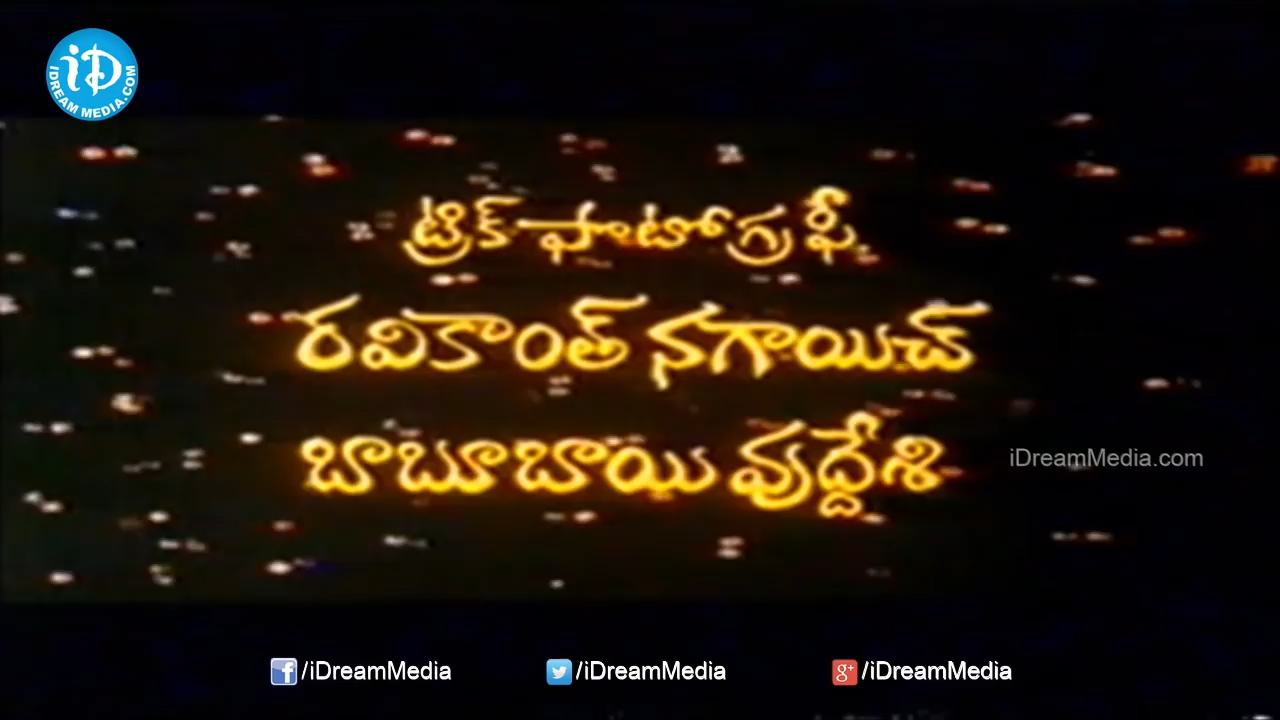 iD
IDREAM MEDIA.COM
ట్రిక్ ఫొటోగ్రఫీ
రవికాంత్ నగాయిచ్
బాబూబాయి వుద్దేశి
iDreamMedia.com
f /iDreamMedia /iDreamMedia g+ /iDreamMedia